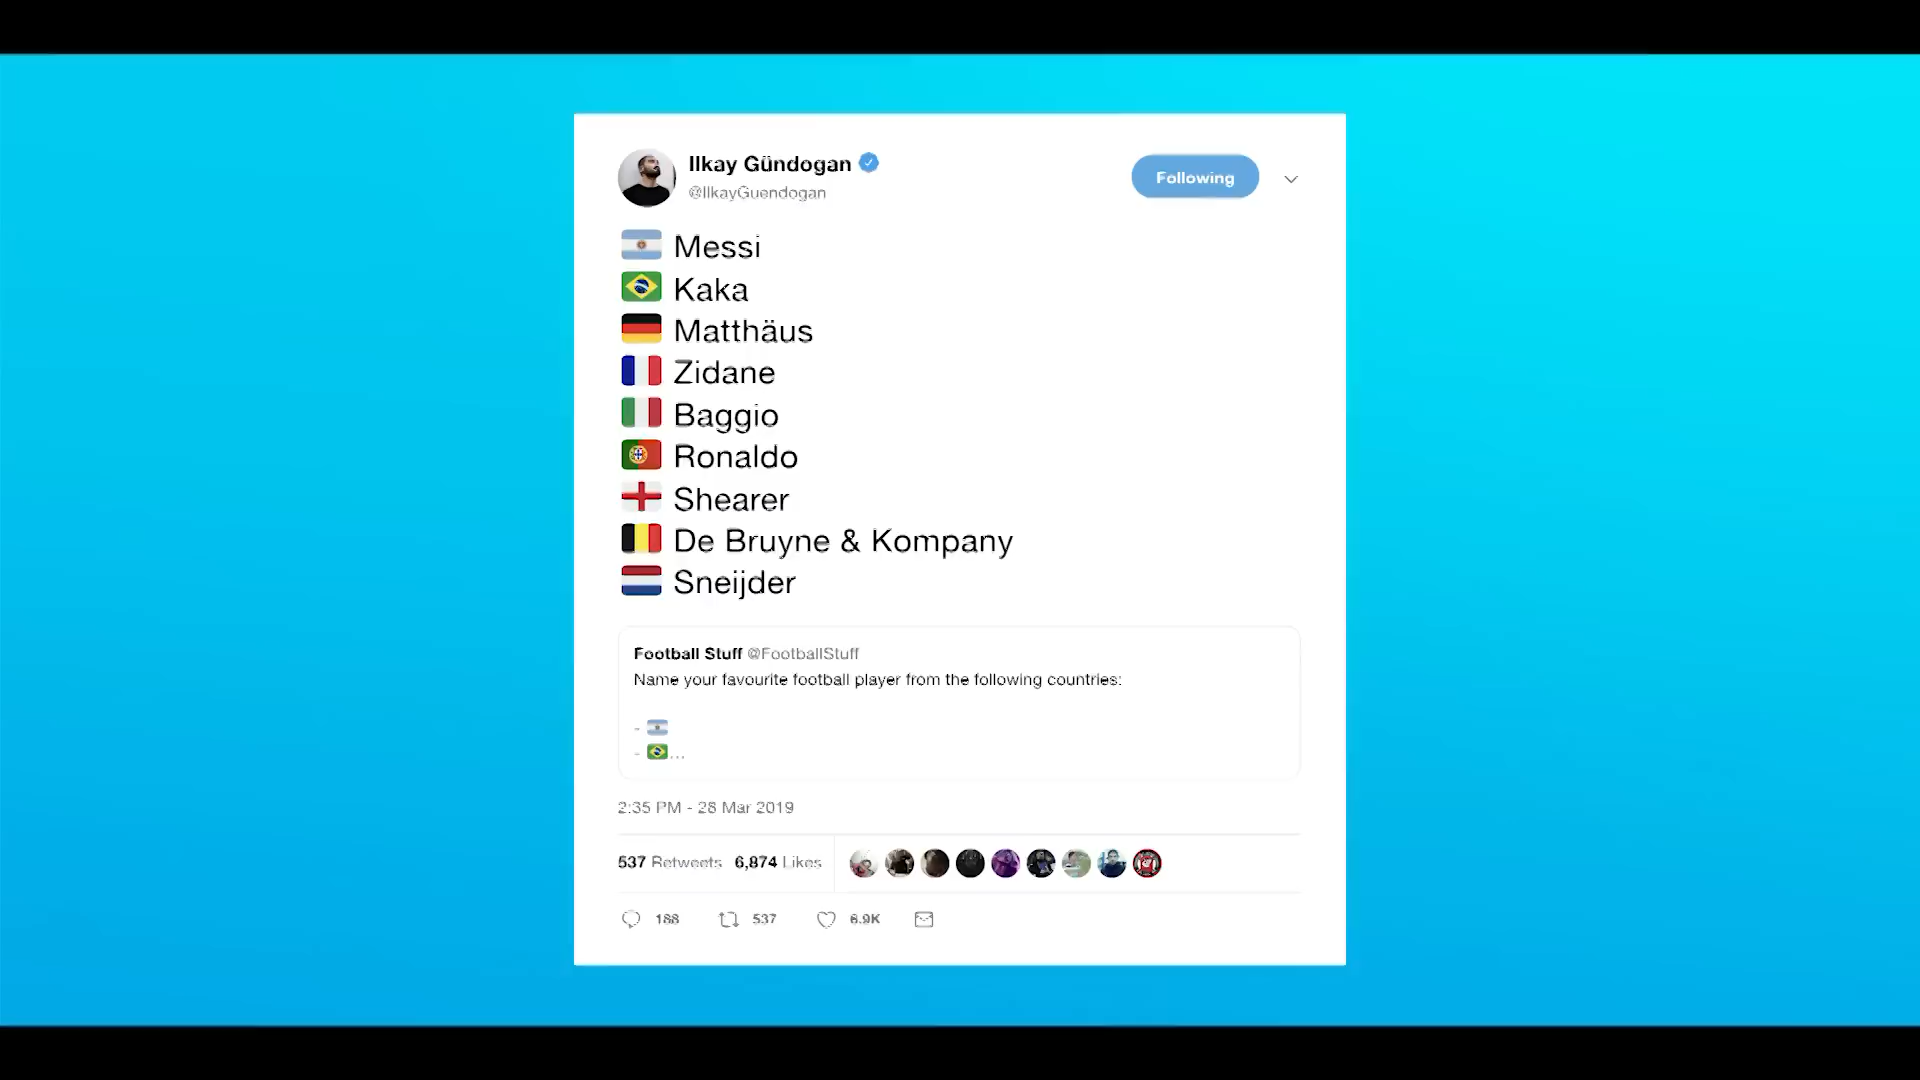 Ilkay Gündogan
@IlkayGuendogan
Following
Messi
Kaka
Matthäus
Zidane
Baggio
Ronaldo
Shearer
De Bruyne & Kompany
Sneijder
Football Stuff @FootballStuff
Name your favourite football player from the following countries:
-
- ...
2:35 PM - 28 Mar 2019
537 Retweets 6,874 Likes
188 537 6.9K